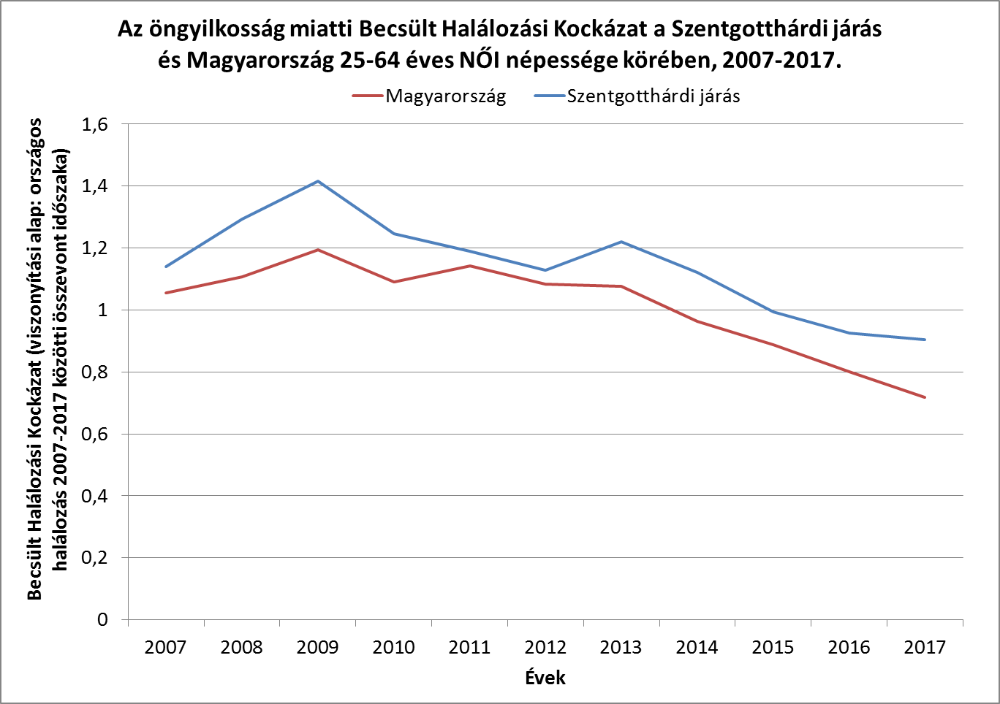 Az öngyilkosság miatti Becsült Halálozási Kockázat a Szentgotthárdi járás
és Magyarország 25-64 éves NŐI népessége körében, 2007-2017.
Magyarország
Szentgotthárdi járás
Becsült Halálozási Kockázat (viszonyítási alap: országos
halálozás 2007-2017 közötti összevont időszaka)
1,6
1,4
1,2
1
0,8
0,6
0,4
0,2
0
2007 2008 2009 2010 2011 2012 2013 2014 2015 2016 2017
Évek